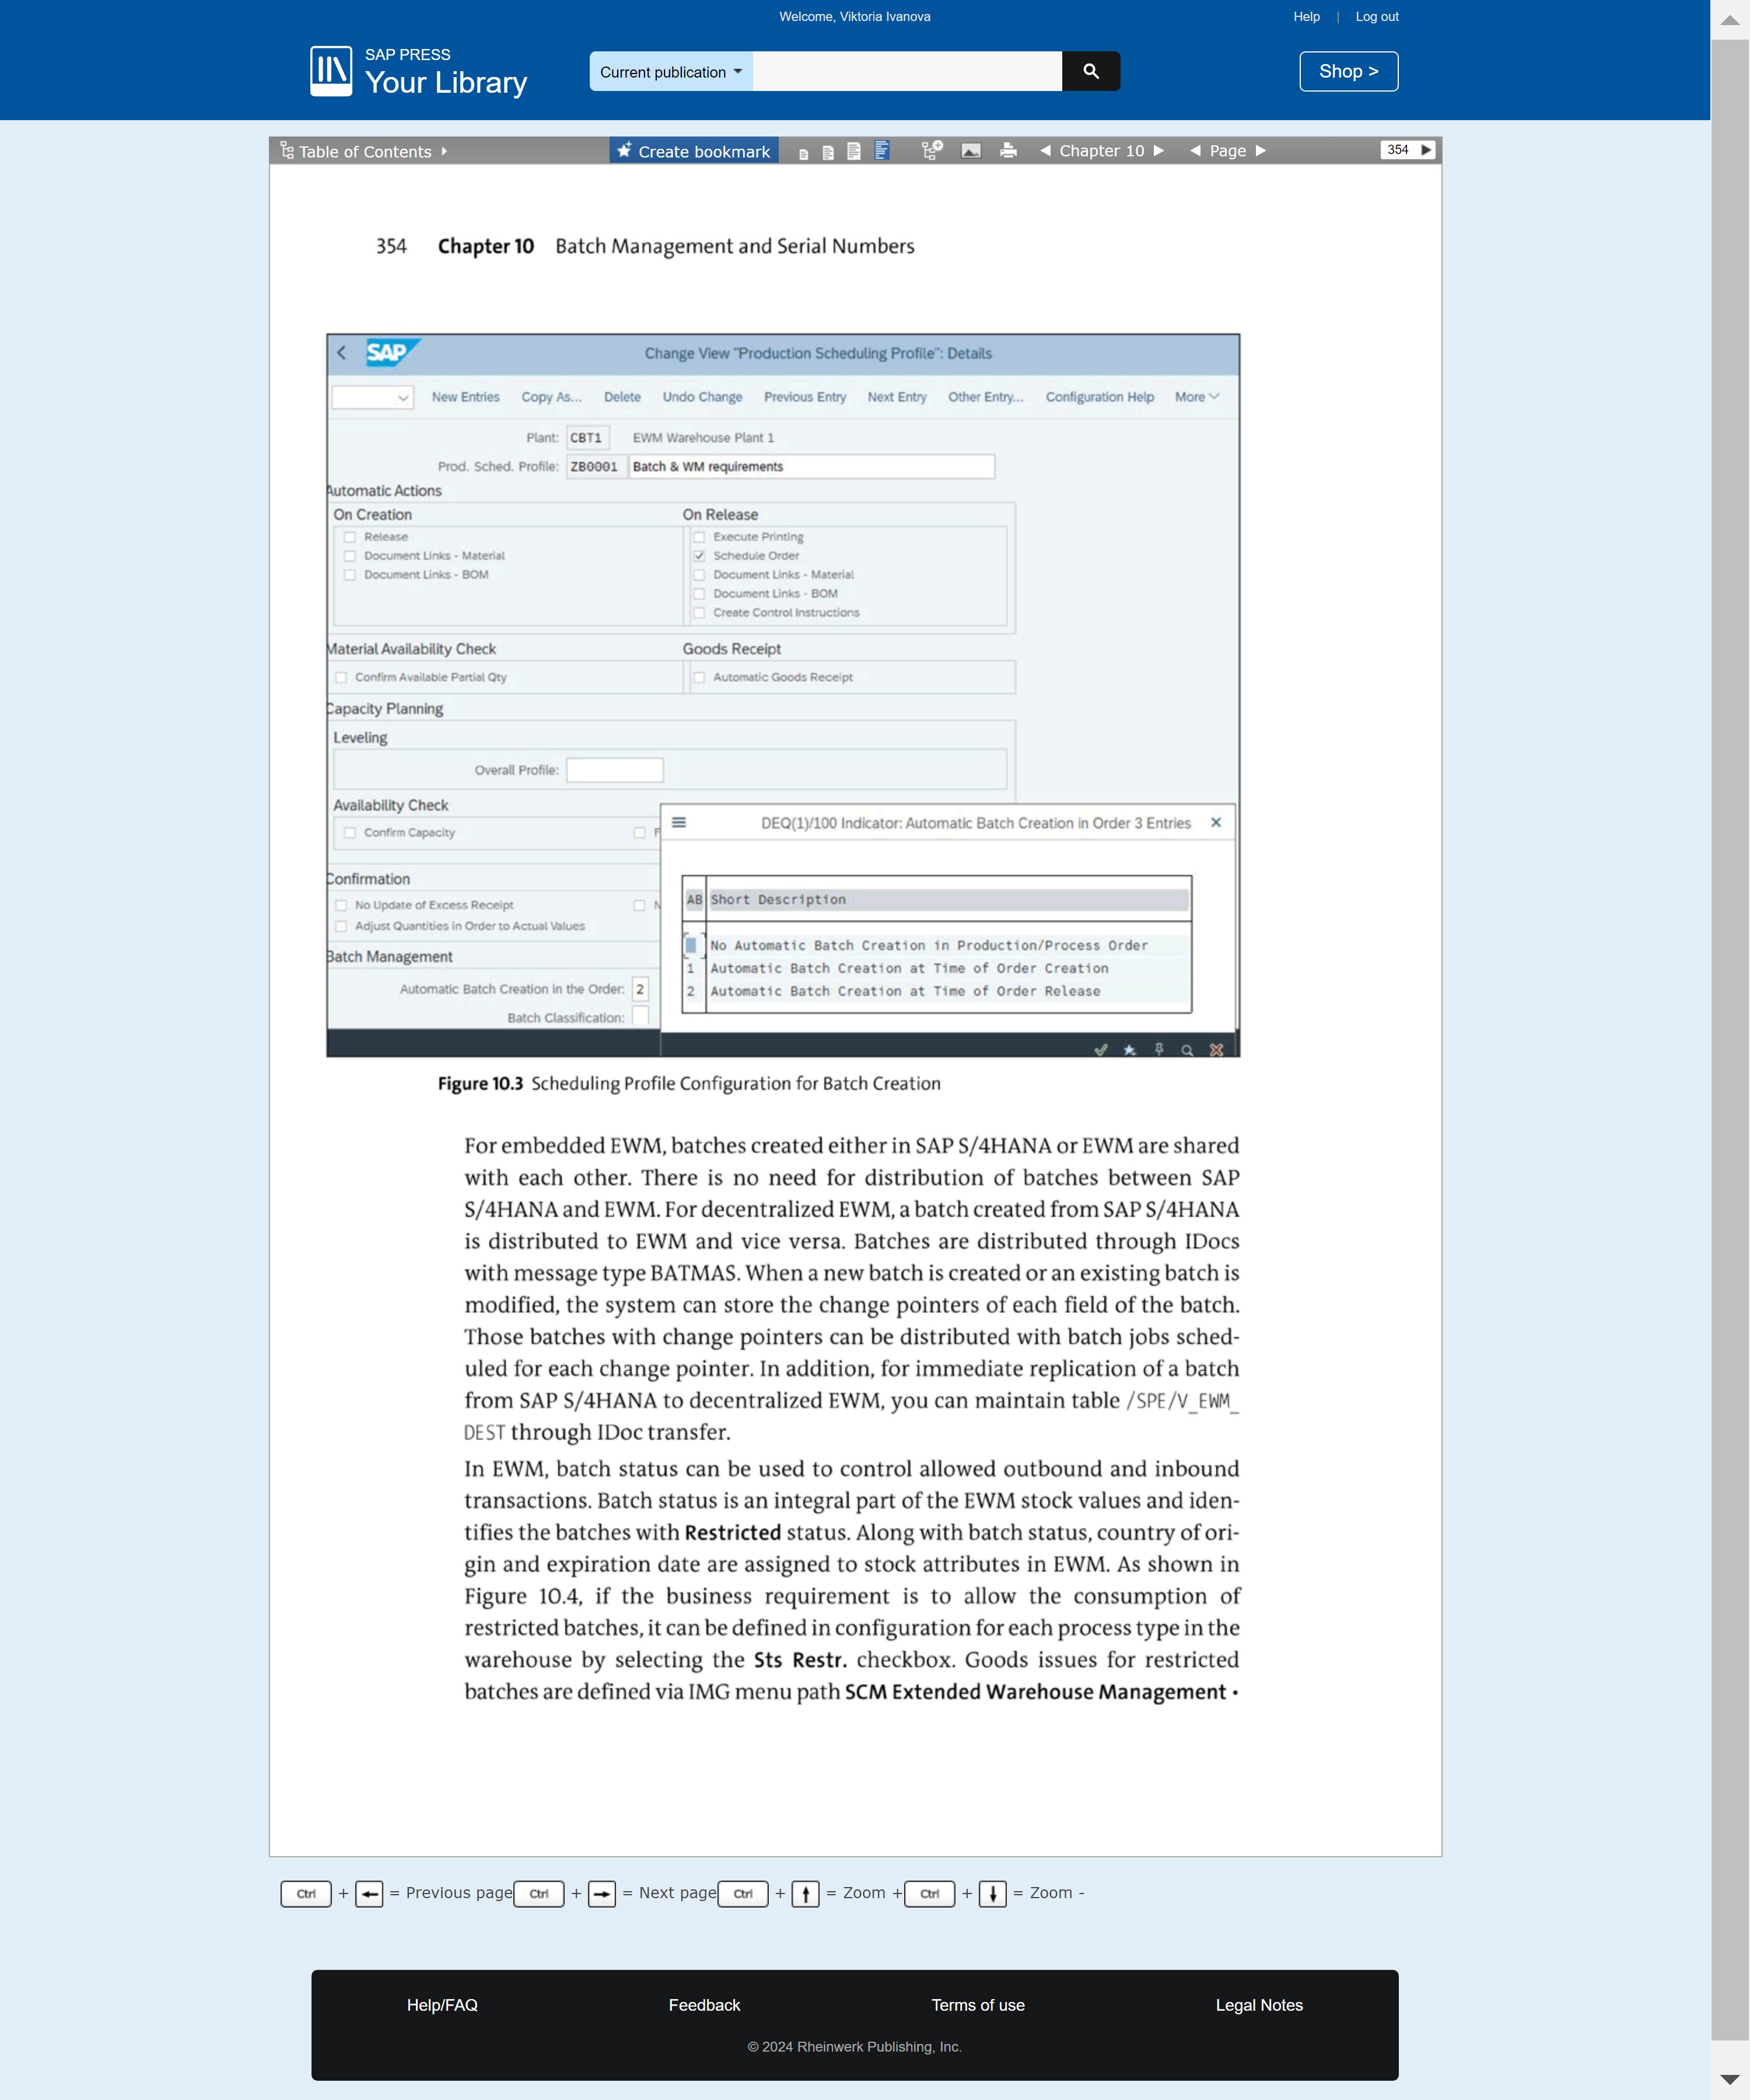 Welcome, Viktoria Ivanova
Help | Log out
SAP PRESS
Your Library
Current publication
Shop >
Table of Contents
Create bookmark
Chapter 10
Page
354
354 Chapter 10 Batch Management and Serial Numbers
SAP
Change View "Production Scheduling Profile": Details
New Entries Copy As... Delete Undo Change Previous Entry Next Entry Other Entry... Configuration Help More
Plant: CBT1 EWM Warehouse Plant 1
Prod. Sched. Profile: ZB0001 Batch & WM requirements
Automatic Actions
On Creation On Release
Release Execute Printing
Document Links - Material Schedule Order
Document Links - BOM Document Links - Material
Document Links - BOM
Create Control Instructions
Material Availability Check Goods Receipt
Confirm Available Partial Qty Automatic Goods Receipt
Capacity Planning
Leveling
Overall Profile:
Availability Check
Confirm Capacity F
Confirmation
No Update of Excess Receipt
Adjust Quantities in Order to Actual Values
Batch Management
Automatic Batch Creation in the Order: 2
Batch Classification:
DEQ(1)/100 Indicator: Automatic Batch Creation in Order 3 Entries
AB Short Description
No Automatic Batch Creation in Production/Process Order
1 Automatic Batch Creation at Time of Order Creation
2 Automatic Batch Creation at Time of Order Release
Figure 10.3 Scheduling Profile Configuration for Batch Creation
For embedded EWM, batches created either in SAP S/4HANA or EWM are shared
with each other. There is no need for distribution of batches between SAP
S/4HANA and EWM. For decentralized EWM, a batch created from SAP S/4HANA
is distributed to EWM and vice versa. Batches are distributed through IDocs
with message type BATMAS. When a new batch is created or an existing batch is
modified, the system can store the change pointers of each field of the batch.
Those batches with change pointers can be distributed with batch jobs sched-
uled for each change pointer. In addition, for immediate replication of a batch
from SAP S/4HANA to decentralized EWM, you can maintain table /SPE/V_EWM_
DEST through IDoc transfer.
In EWM, batch status can be used to control allowed outbound and inbound
transactions. Batch status is an integral part of the EWM stock values and iden-
tifies the batches with Restricted status. Along with batch status, country of ori-
gin and expiration date are assigned to stock attributes in EWM. As shown in
Figure 10.4, if the business requirement is to allow the consumption of
restricted batches, it can be defined in configuration for each process type in the
warehouse by selecting the Sts Restr. checkbox. Goods issues for restricted
batches are defined via IMG menu path SCM Extended Warehouse Management •
Ctrl + ← = Previous page Ctrl + → = Next page Ctrl + ↑ = Zoom + Ctrl + ↓ = Zoom -
Help/FAQ Feedback Terms of use Legal Notes
© 2024 Rheinwerk Publishing, Inc.